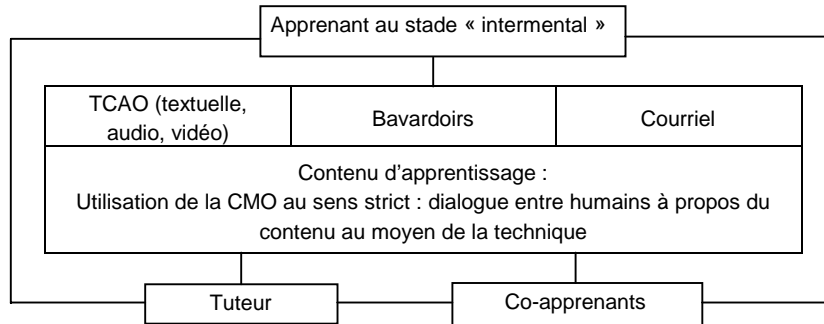 Apprenant au stade « intermental »
TCAO (textuelle,
audio, vidéo)
Bavardoirs
Courriel
Contenu d’apprentissage :
Utilisation de la CMO au sens strict : dialogue entre humains à propos du
contenu au moyen de la technique
Tuteur
Co-apprenants